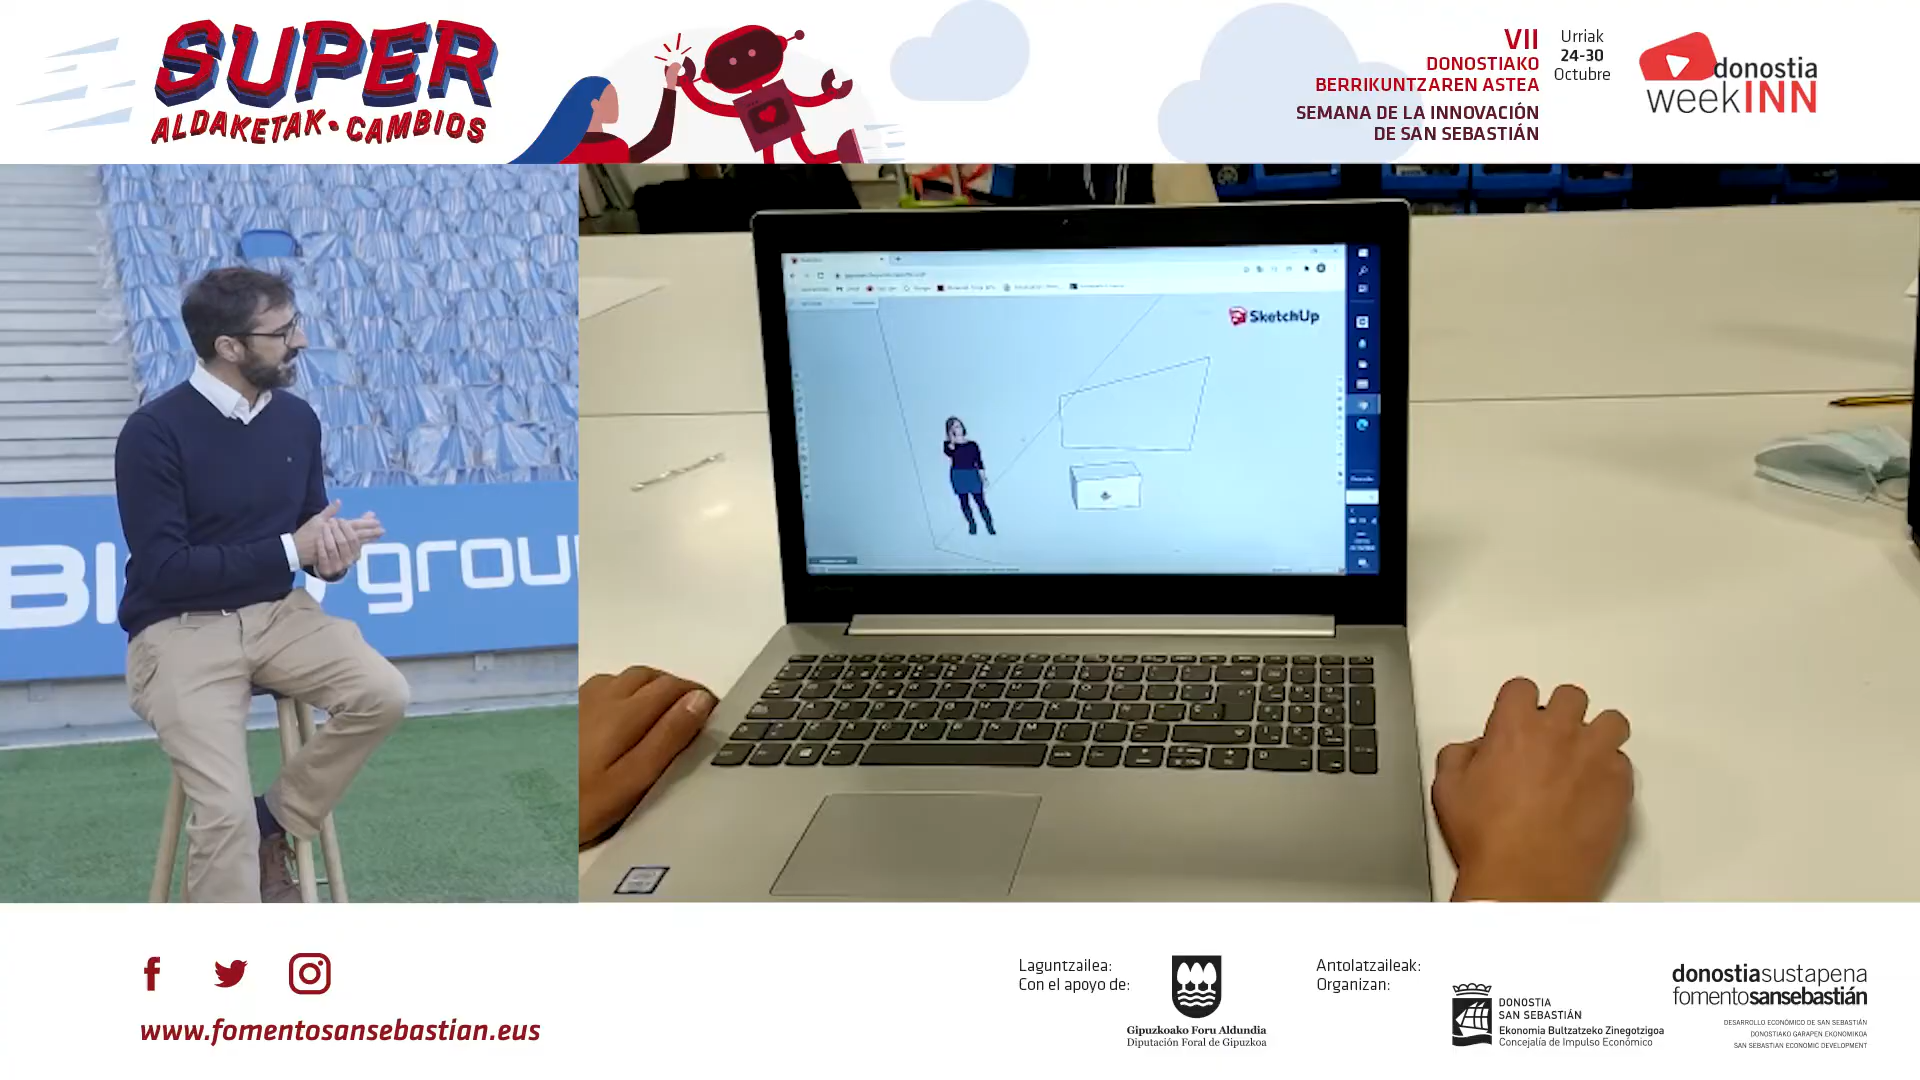 SUPER
ALDAKETAK · CAMBIOS
VII
DONOSTIAKO
BERRIKUNTZAREN ASTEA
SEMANA DE LA INNOVACIÓN
DE SAN SEBASTIÁN
Urriak
24-30
Octubre
donostia
weekINN
SketchUp
grou
www.fomentosansebastian.eus
Laguntzailea:
Con el apoyo de:
Gipuzkoako Foru Aldundia
Diputación Foral de Gipuzkoa
Antolatzaileak:
Organizan:
DONOSTIA
SAN SEBASTIÁN
Ekonomia Bultzatzeko Zinegotzigoa
Concejalía de Impulso Económico
donostiasustapena
fomentosansebastián
DESARROLLO ECONÓMICO DE SAN SEBASTIÁN
DONOSTIAKO GARAPEN EKONOMIKOA
SAN SEBASTIAN ECONOMIC DEVELOPMENT